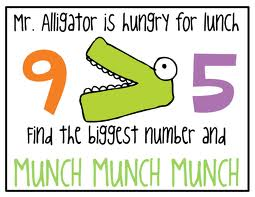 Mr. Alligator is hungry for lunch
9 5
Find the biggest number and
MUNCH MUNCH MUNCH